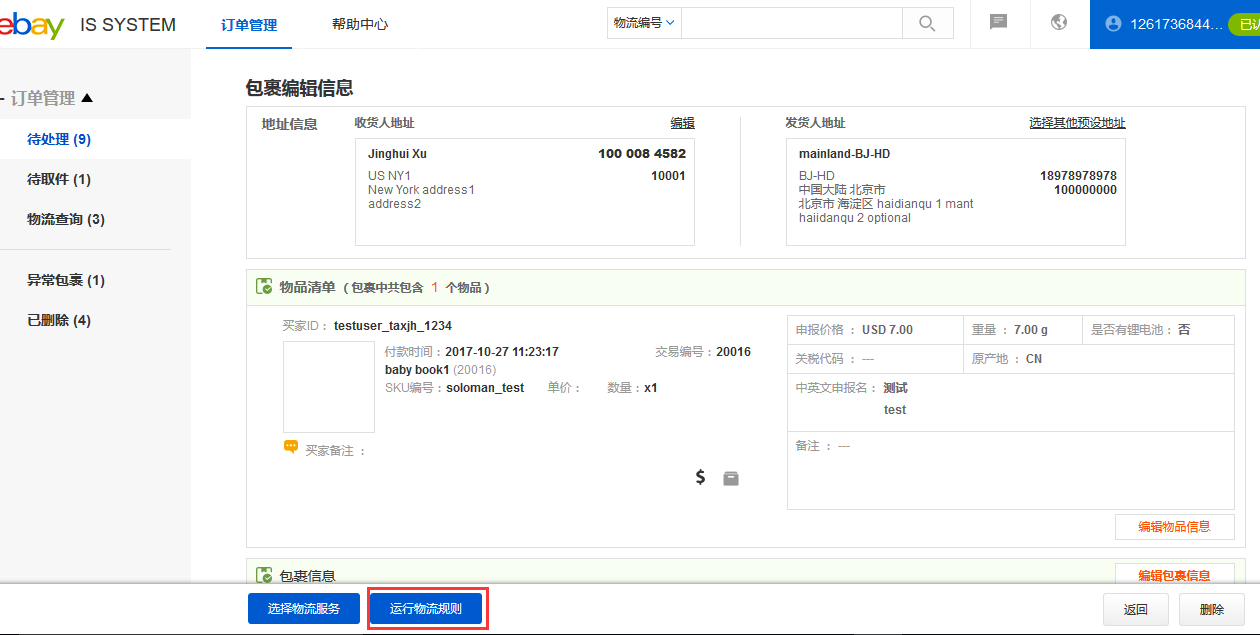 ebay IS SYSTEM 订单管理 帮助中心 物流编号 1261736844... 已认
- 订单管理 ▲
待处理 (9)
待取件 (1)
物流查询 (3)
异常包裹 (1)
已删除 (4)
包裹编辑信息
地址信息 收货人地址 编辑 发货人地址 选择其他预设地址
Jinghui Xu 100 008 4582
US NY1 10001
New York address1
address2
mainland-BJ-HD
BJ-HD 18978978978
中国大陆 北京市 100000000
北京市 海淀区 haidianqu 1 mant
haiidanqu 2 optional
物品清单 ( 包裹中共包含 1 个物品 )
买家ID： testuser_taxjh_1234
付款时间：2017-10-27 11:23:17 交易编号：20016
baby book1 (20016)
SKU编号：soloman_test 单价： 数量：x1
买家备注 ：
$
申报价格 ： USD 7.00 重量 ： 7.00 g 是否有锂电池： 否
关税代码 ： --- 原产地 ： CN
中英文申报名： 测试
test
备注 ： ---
编辑物品信息
包裹信息 编辑包裹信息
选择物流服务 运行物流规则 返回 删除